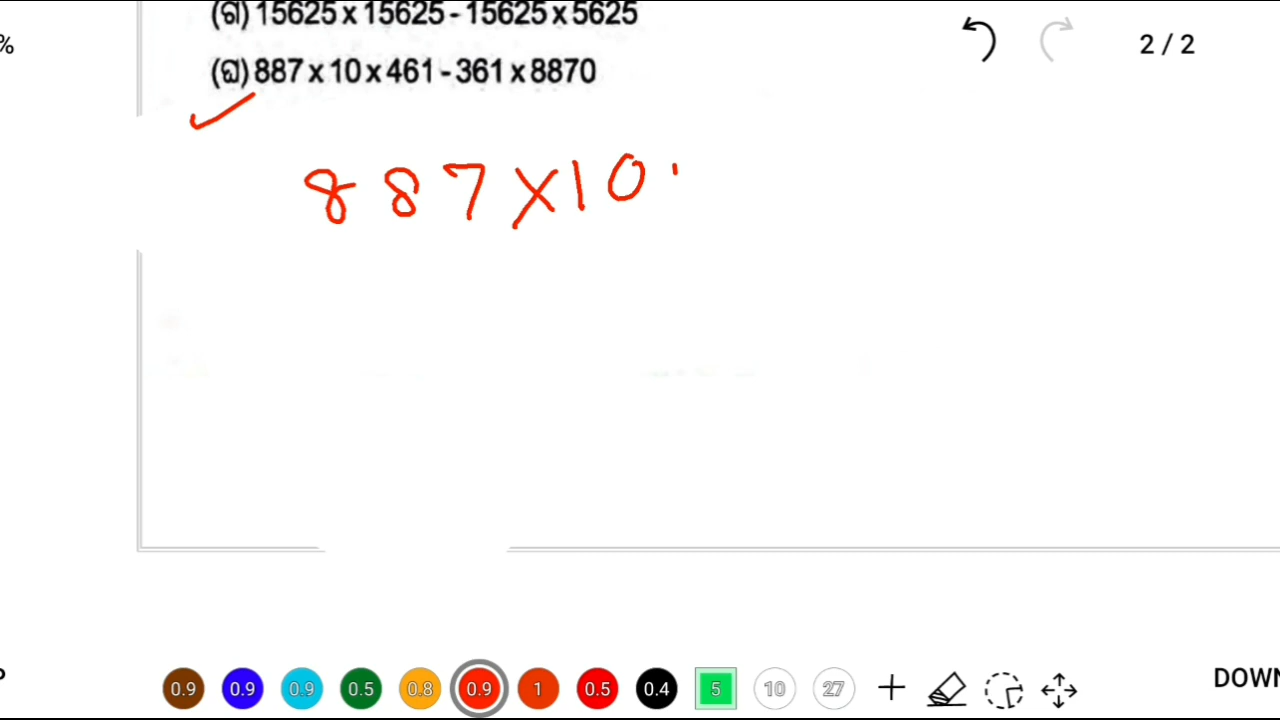 (ଗ) 15625 x 15625 - 15625 x 5625
%
2 / 2
(ଘ) 887 x 10 x 461 - 361 x 8870
887 x 10
0.9 0.9 0.9 0.5 0.8 0.9 1 0.5 0.4 5 10 27
DOWN